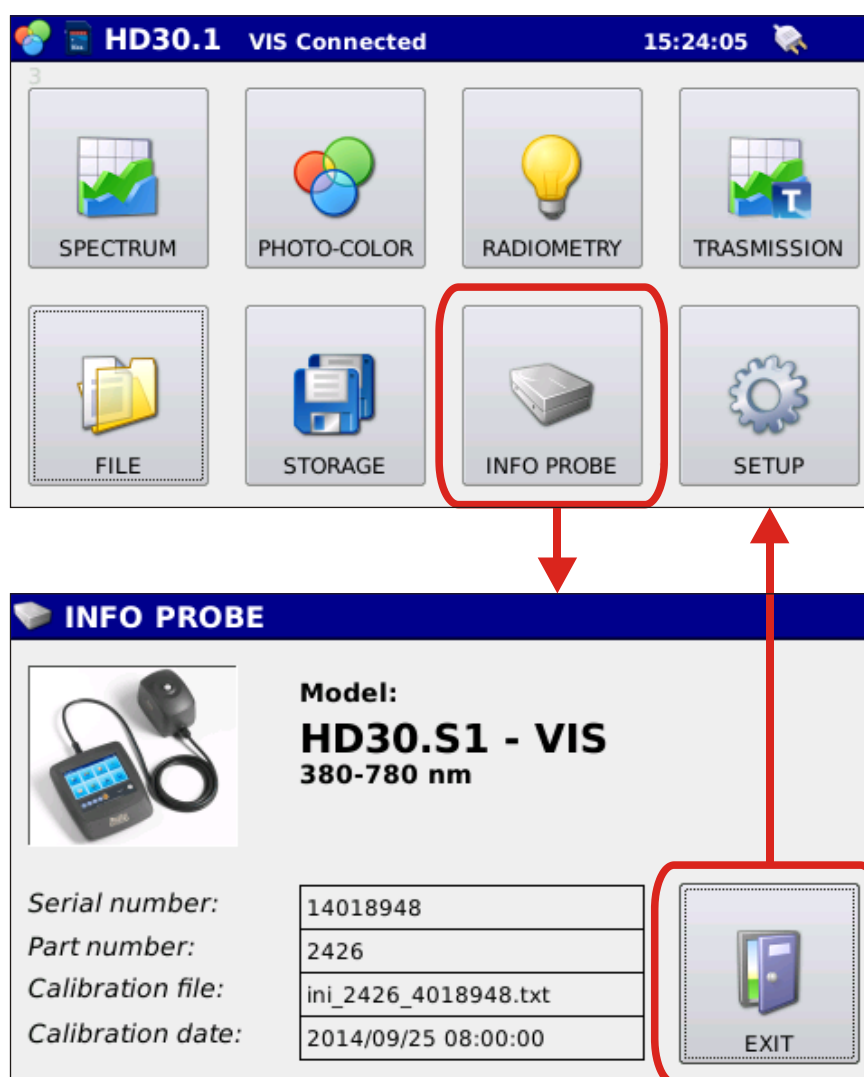 HD30.1 VIS Connected 15:24:05
3
SPECTRUM PHOTO-COLOR RADIOMETRY TRASMISSION
T
FILE STORAGE INFO PROBE SETUP
INFO PROBE
Model:
HD30.S1 - VIS
380-780 nm
Serial number: 14018948
Part number: 2426
Calibration file: ini_2426_4018948.txt
Calibration date: 2014/09/25 08:00:00
EXIT